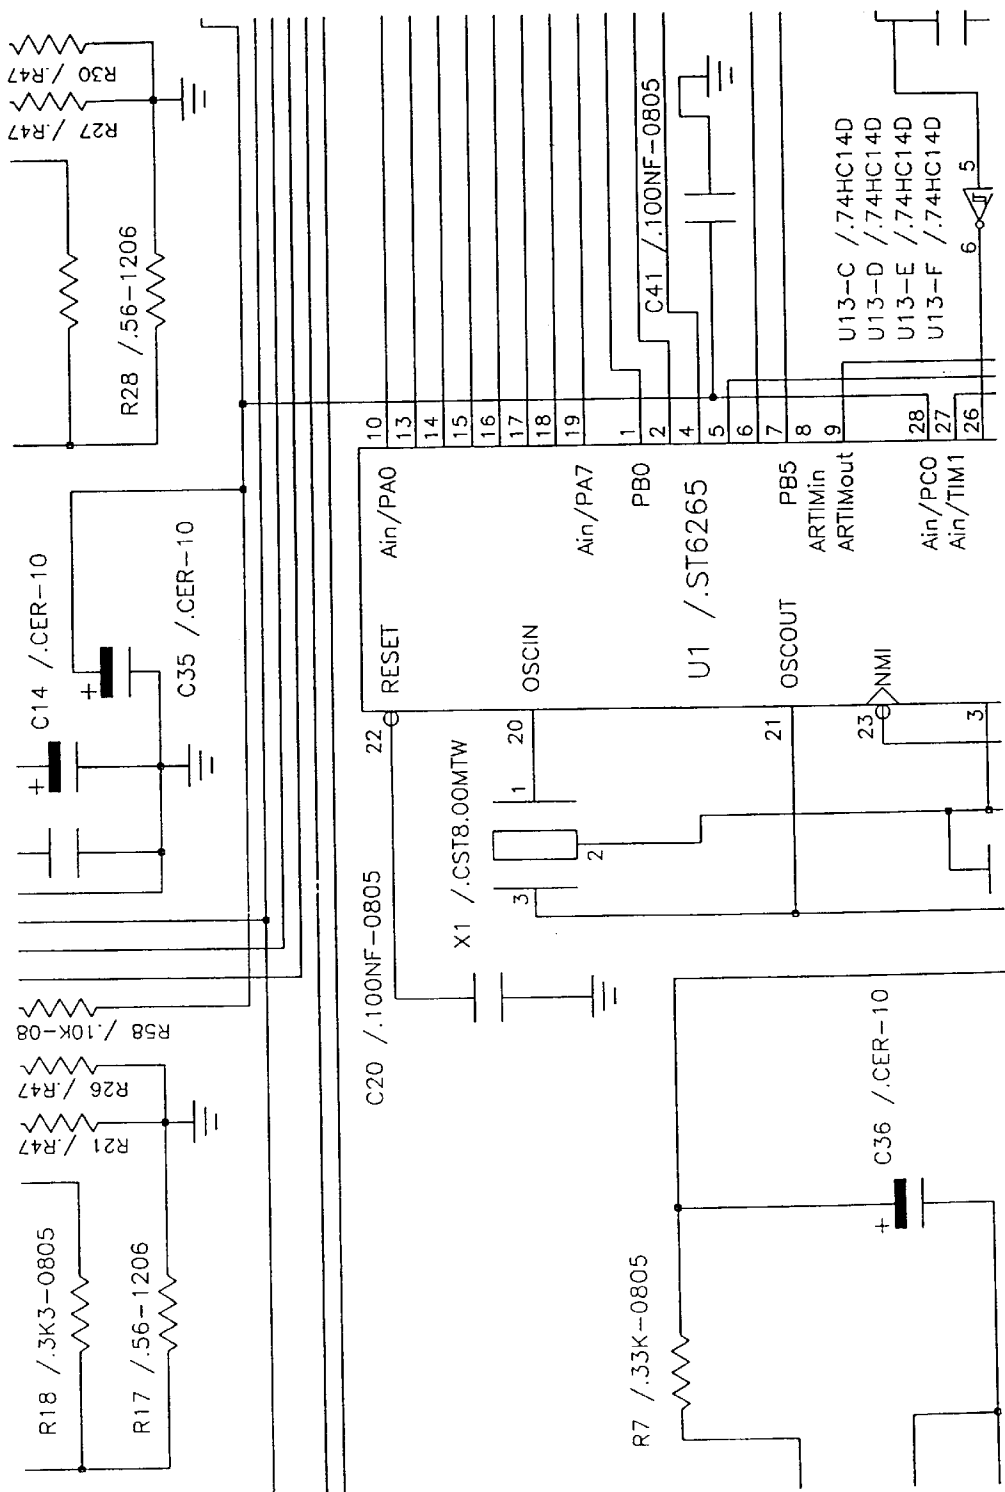 R30 /.R47
R27 /.R47
R28 /.56-1206
C41 /.100NF-0805
U13-C /.74HC14D
U13-D /.74HC14D
U13-E /.74HC14D
U13-F /.74HC14D
5
6
10
13
14
15
16
17
18
19
1
2
4
5
6
7
8
9
28
27
26
Ain/PA0
Ain/PA7
PB0
PB5
ARTIMin
ARTIMout
Ain/PC0
Ain/TIM1
U1 /.ST6265
RESET
OSCIN
OSCOUT
NMI
22
20
21
23
3
+
C14 /.CER-10
+
C35 /.CER-10
X1 /.CST8.00MTW
1
2
3
C20 /.100NF-0805
R58 /.10K-08
R26 /.R47
R21 /.R47
R18 /.3K3-0805
R17 /.56-1206
R7 /.33K-0805
C36 /.CER-10
+